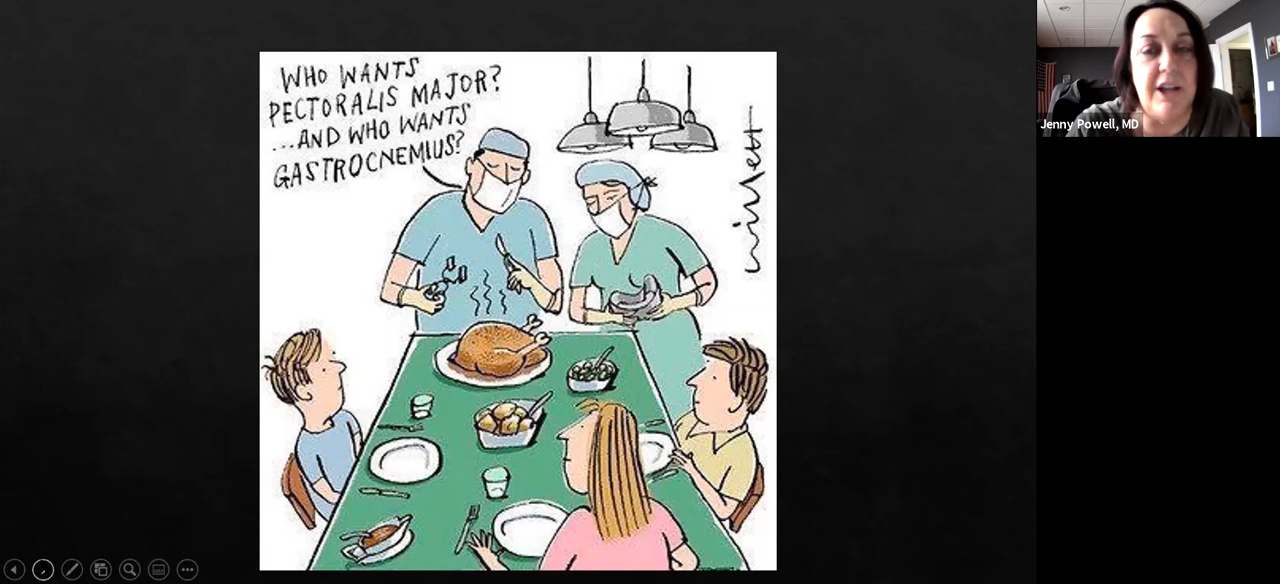 WHO WANTS
PECTORALIS MAJOR?
...AND WHO WANTS
GASTROCNEMIUS?
Jenny Powell, MD
willett